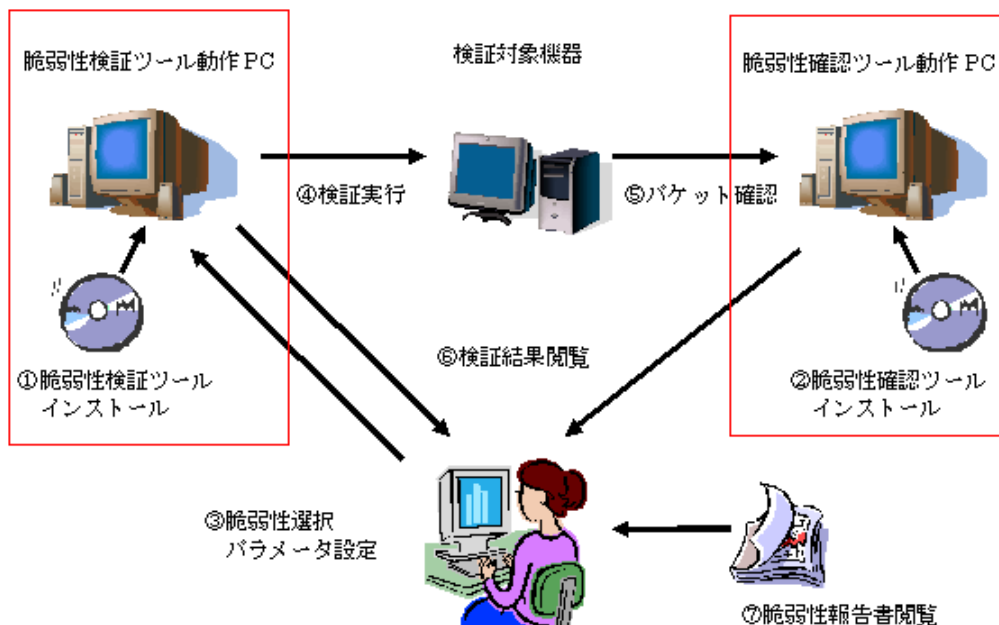 脆弱性検証ツール動作PC
検証対象機器
脆弱性確認ツール動作PC
④検証実行
⑤パケット確認
①脆弱性検証ツール
インストール
⑥検証結果閲覧
②脆弱性確認ツール
インストール
③脆弱性選択
パラメータ設定
⑦脆弱性報告書閲覧